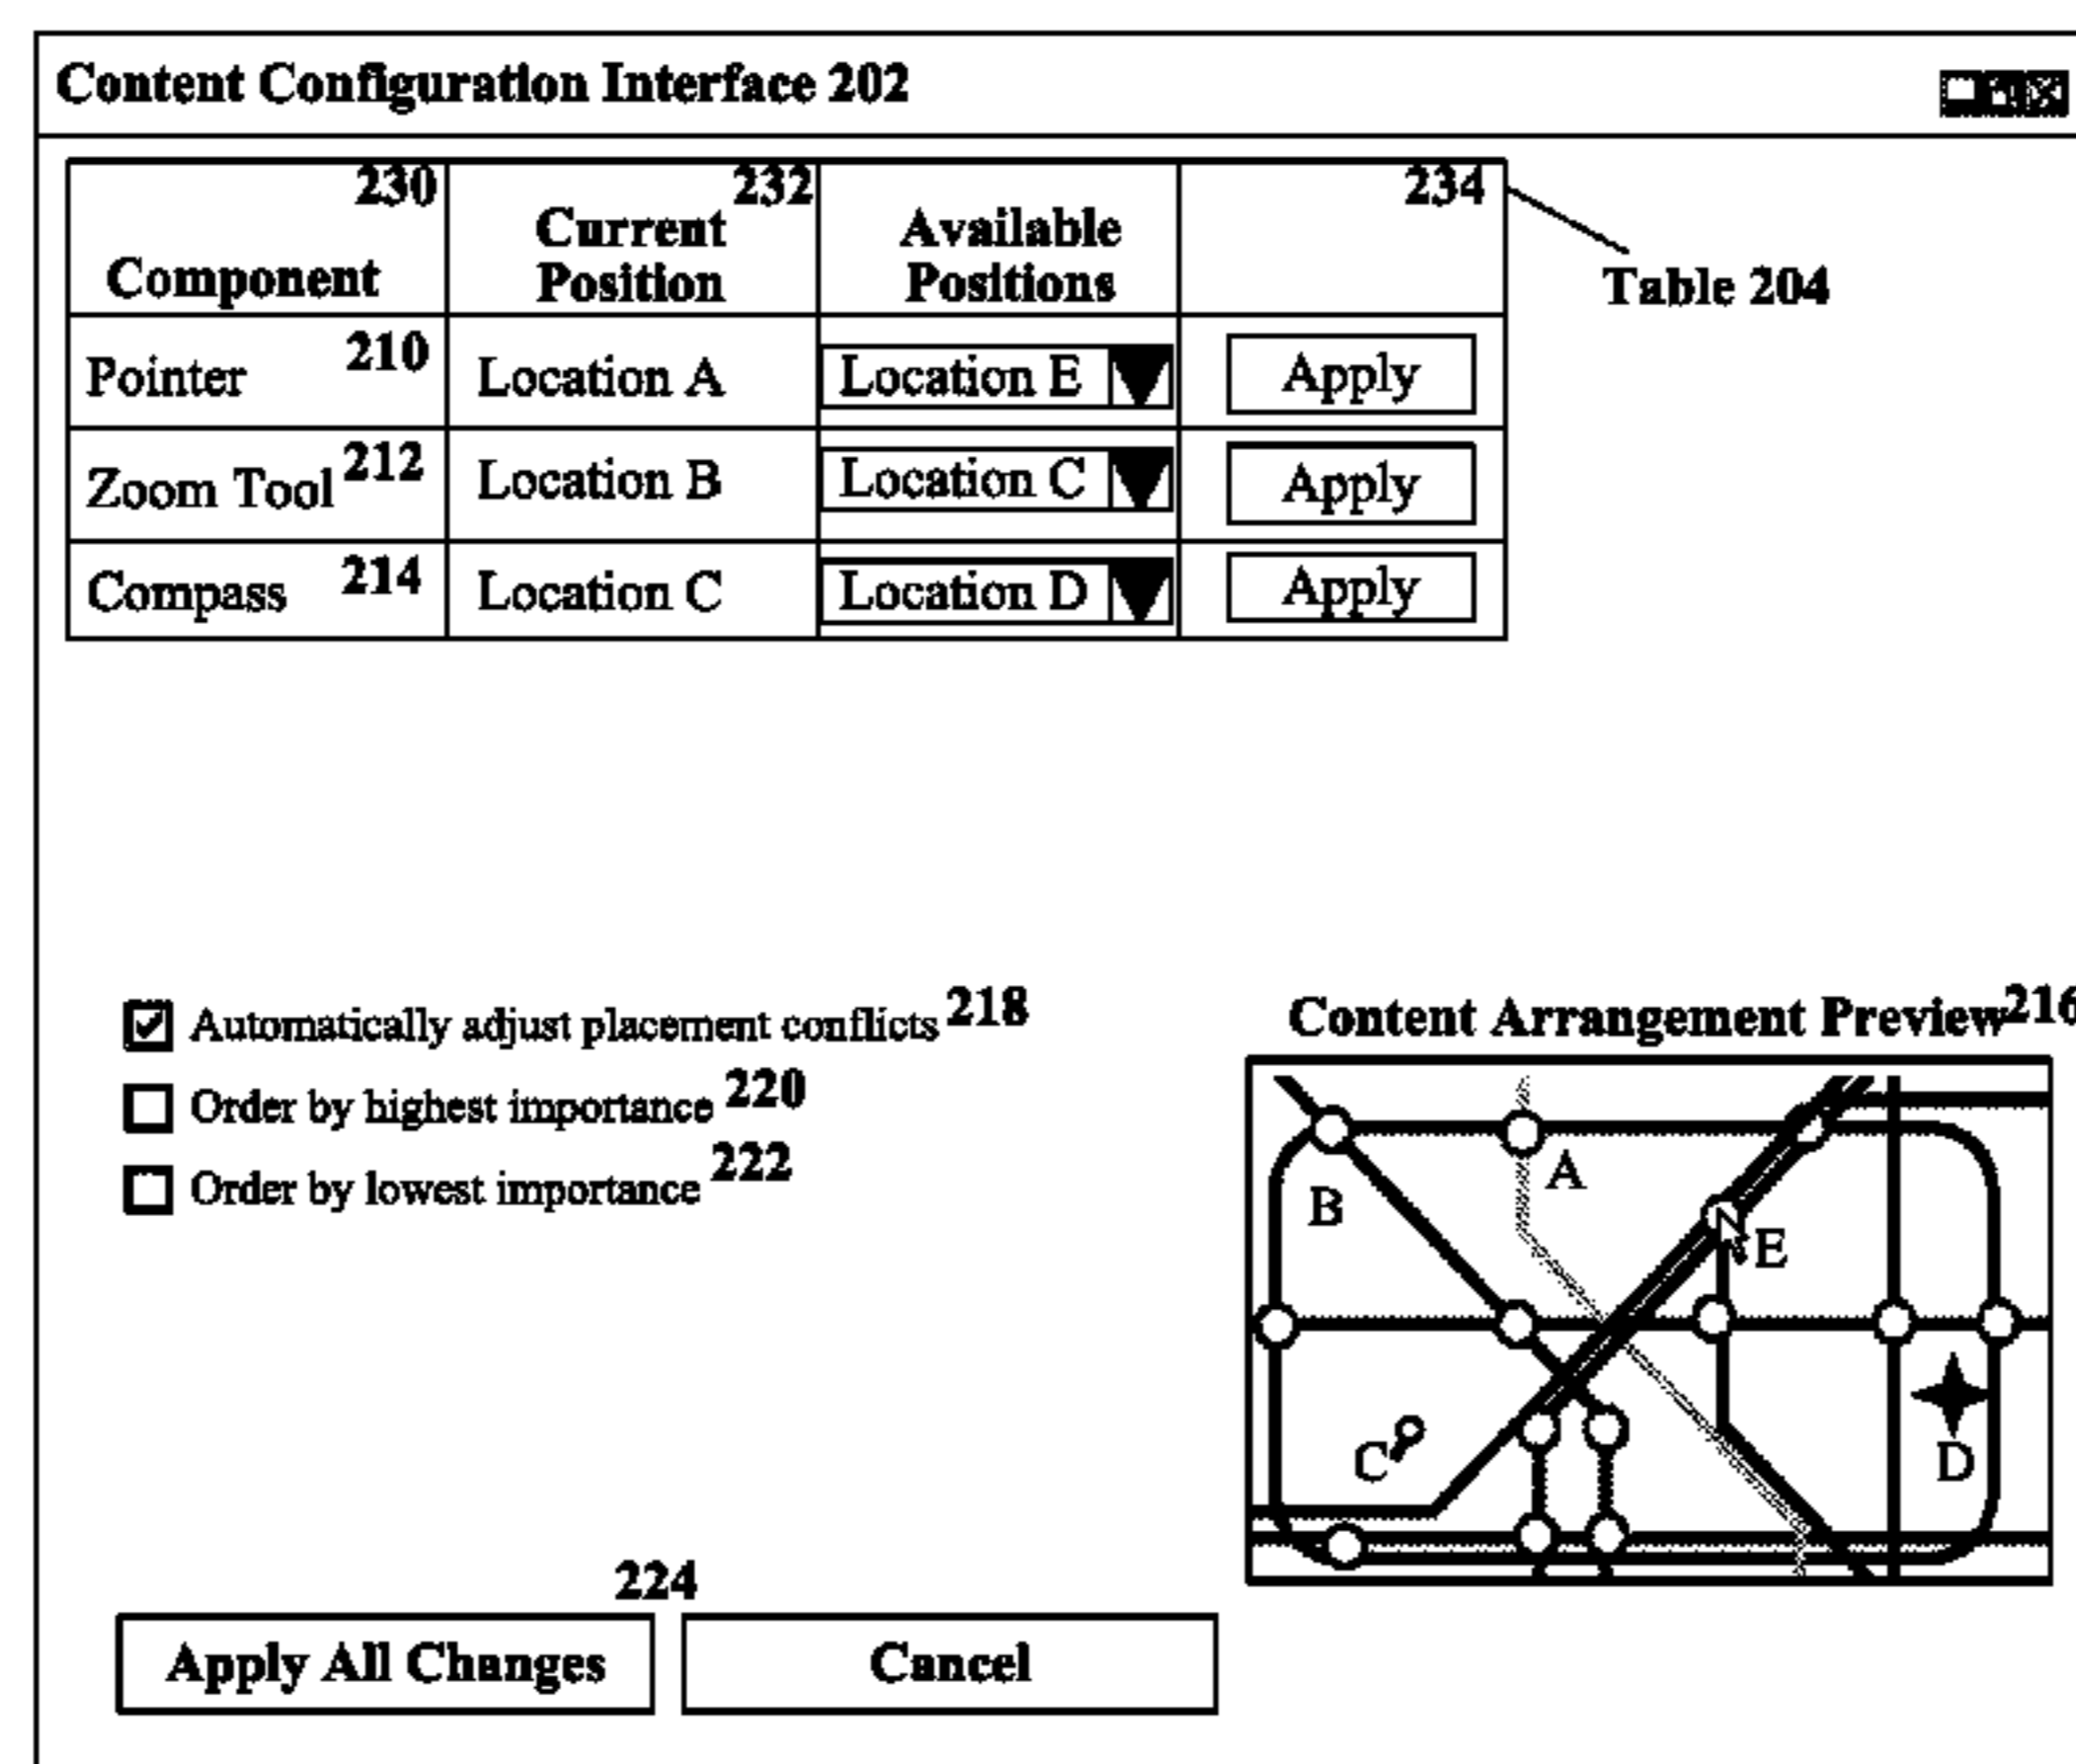 Content Configuration Interface 202
230 232 234
Component Current Position Available Positions
Table 204
Pointer 210 Location A Location E Apply
Zoom Tool 212 Location B Location C Apply
Compass 214 Location C Location D Apply
Automatically adjust placement conflicts 218
Order by highest importance 220
Order by lowest importance 222
Content Arrangement Preview 216
A
B
E
C
D
224
Apply All Changes
Cancel